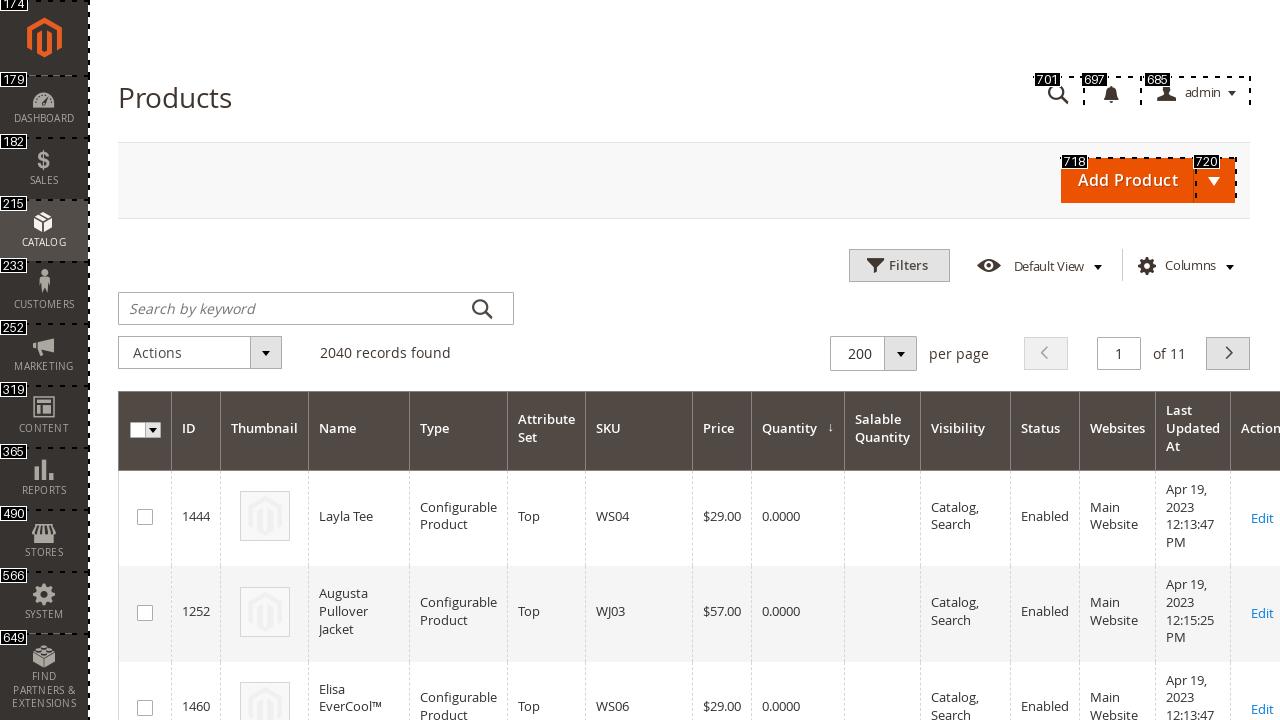 174
179
DASHBOARD
182
SALES
215
CATALOG
233
CUSTOMERS
252
MARKETING
319
CONTENT
365
REPORTS
490
STORES
566
SYSTEM
649
FIND
PARTNERS &
EXTENSIONS
Products
701
697
685
admin
718
720
Add Product
Filters
Default View
Columns
Search by keyword
Actions
2040 records found
200
per page
1
of 11
ID
Thumbnail
Name
Type
Attribute
Set
SKU
Price
Quantity ↓
Salable
Quantity
Visibility
Status
Websites
Last
Updated
At
Action
1444
Layla Tee
Configurable
Product
Top
WS04
$29.00
0.0000
Catalog,
Search
Enabled
Main
Website
Apr 19,
2023
12:13:47
PM
Edit
1252
Augusta
Pullover
Jacket
Configurable
Product
Top
WJ03
$57.00
0.0000
Catalog,
Search
Enabled
Main
Website
Apr 19,
2023
12:15:25
PM
Edit
1460
Elisa
EverCool™
Configurable
Product
Top
WS06
$29.00
0.0000
Catalog,
Search
Enabled
Main
Website
Apr 19,
2023
12:13:47
Edit